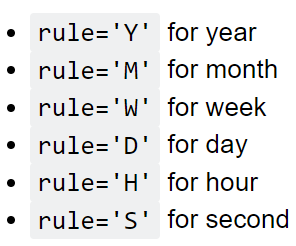 • rule='Y' for year
• rule='M' for month
• rule='W' for week
• rule='D' for day
• rule='H' for hour
• rule='S' for second